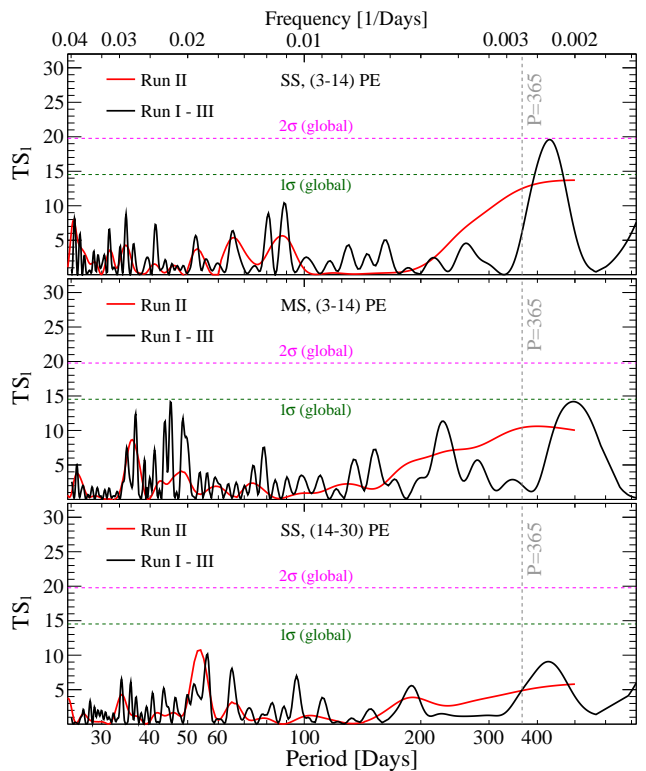 Frequency [1/Days]
0.04 0.03 0.02 0.01 0.003 0.002
30
25
20
15
10
5
TS1
Run II
Run I - III
SS, (3-14) PE
2σ (global)
1σ (global)
P=365
30
25
20
15
10
5
TS1
Run II
Run I - III
MS, (3-14) PE
2σ (global)
1σ (global)
P=365
30
25
20
15
10
5
TS1
Run II
Run I - III
SS, (14-30) PE
2σ (global)
1σ (global)
P=365
30 40 50 60 100 200 300 400
Period [Days]